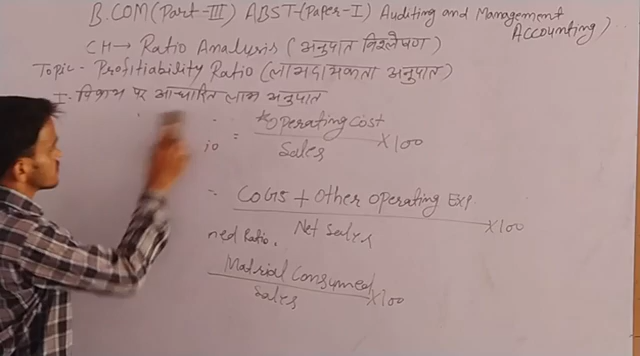 B.COM (Part-III) ABST-(Paper-I) Auditing and Management Accounting)
CH→ Ratio Analysis (अनुपात विश्लेषण)
Topic- Profitiability Ratio (लाभदायकता अनुपात)
I- विक्रय पर आधारित लाभ अनुपात
io = *Operating Cost / Sales X 100
= COGS + Other Operating EXP. / Net Sales X 100
ned Ratio.
Material Consumed / Sales X 100